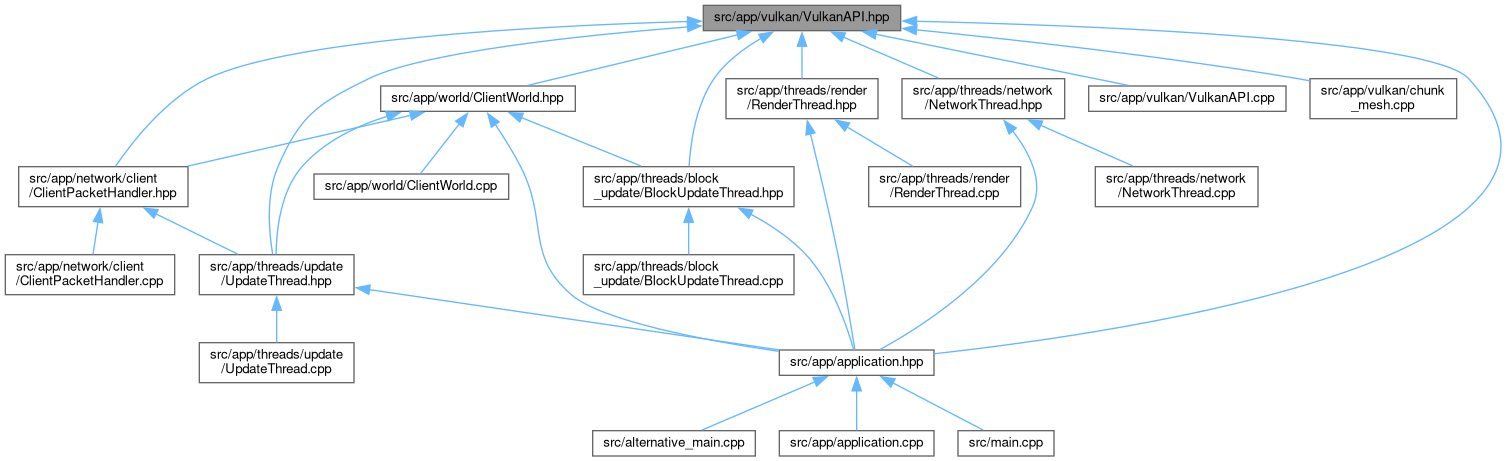 src/app/vulkan/VulkanAPI.hpp
src/app/world/ClientWorld.hpp
src/app/threads/render
/RenderThread.hpp
src/app/threads/network
/NetworkThread.hpp
src/app/vulkan/VulkanAPI.cpp
src/app/vulkan/chunk
_mesh.cpp
src/app/network/client
/ClientPacketHandler.hpp
src/app/world/ClientWorld.cpp
src/app/threads/block
_update/BlockUpdateThread.hpp
src/app/threads/render
/RenderThread.cpp
src/app/threads/network
/NetworkThread.cpp
src/app/network/client
/ClientPacketHandler.cpp
src/app/threads/update
/UpdateThread.hpp
src/app/threads/block
_update/BlockUpdateThread.cpp
src/app/threads/update
/UpdateThread.cpp
src/app/application.hpp
src/alternative_main.cpp
src/app/application.cpp
src/main.cpp